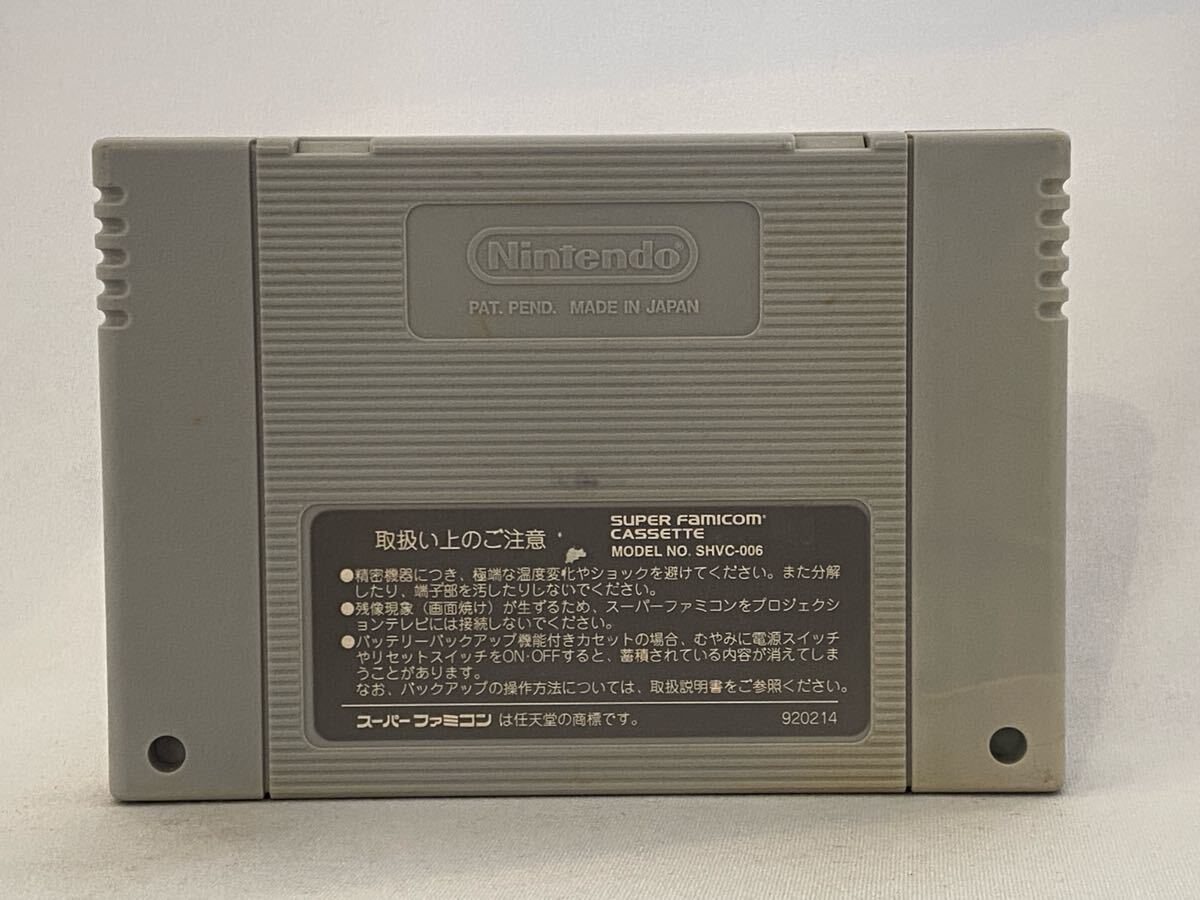 Nintendo®
PAT. PEND. MADE IN JAPAN
取扱い上のご注意
SUPER FAMICOM®
CASSETTE
MODEL NO. SHVC-006
●精密機器につき、極端な温度変化やショックを避けてください。また分解
したり、端子部を汚したりしないでください。
●残像現象（画面焼け）が生ずるため、スーパーファミコンをプロジェクシ
ョンテレビには接続しないでください。
●バッテリーバックアップ機能付きカセットの場合、むやみに電源スイッチ
やリセットスイッチをON·OFFすると、蓄積されている内容が消えてしま
うことがあります。
なお、バックアップの操作方法については、取扱説明書をご参照ください。
スーパーファミコン は任天堂の商標です。
920214